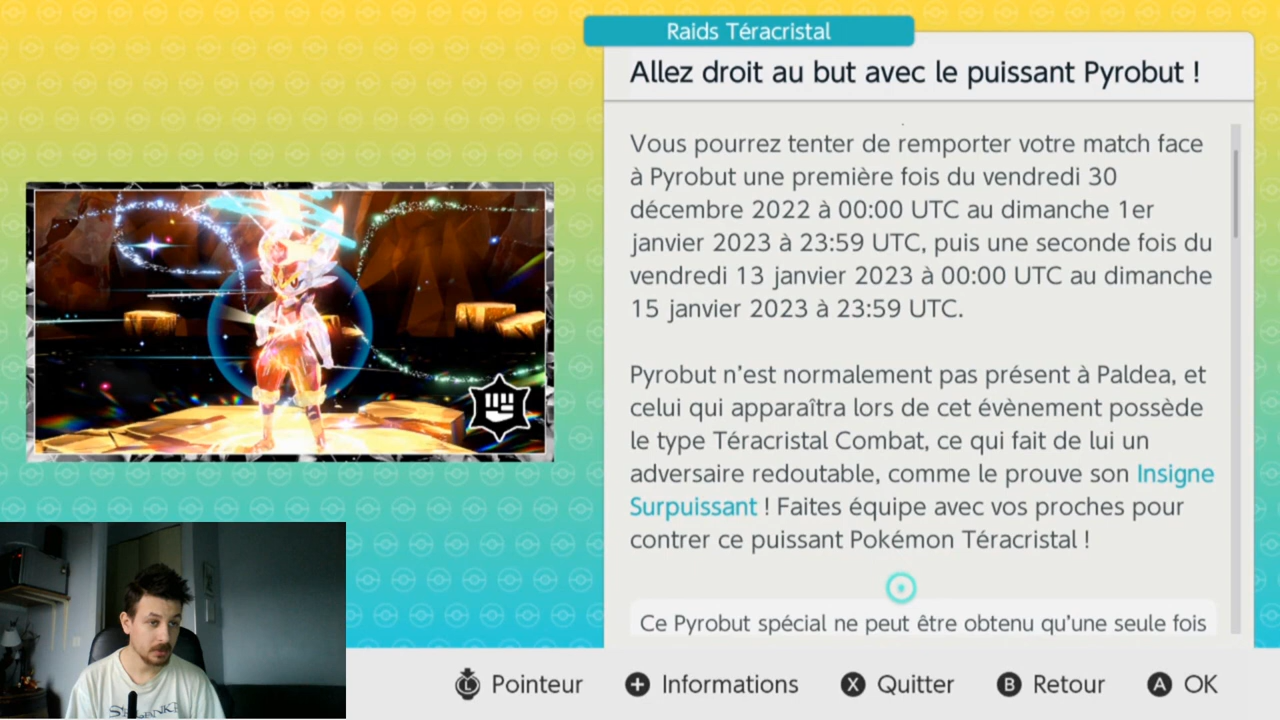 Raids Téracristal
Allez droit au but avec le puissant Pyrobut !
Vous pourrez tenter de remporter votre match face
à Pyrobut une première fois du vendredi 30
décembre 2022 à 00:00 UTC au dimanche 1er
janvier 2023 à 23:59 UTC, puis une seconde fois du
vendredi 13 janvier 2023 à 00:00 UTC au dimanche
15 janvier 2023 à 23:59 UTC.
Pyrobut n'est normalement pas présent à Paldea, et
celui qui apparaîtra lors de cet évènement possède
le type Téracristal Combat, ce qui fait de lui un
adversaire redoutable, comme le prouve son Insigne
Surpuissant ! Faites équipe avec vos proches pour
contrer ce puissant Pokémon Téracristal !
Ce Pyrobut spécial ne peut être obtenu qu'une seule fois
L Pointeur + Informations X Quitter B Retour A OK